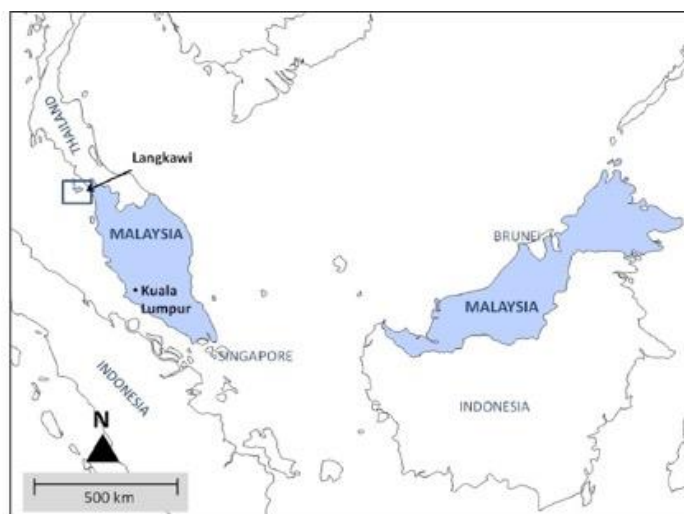 THAILAND
Langkawi
MALAYSIA
• Kuala
Lumpur
SINGAPORE
INDONESIA
BRUNEI
MALAYSIA
INDONESIA
N
500 km